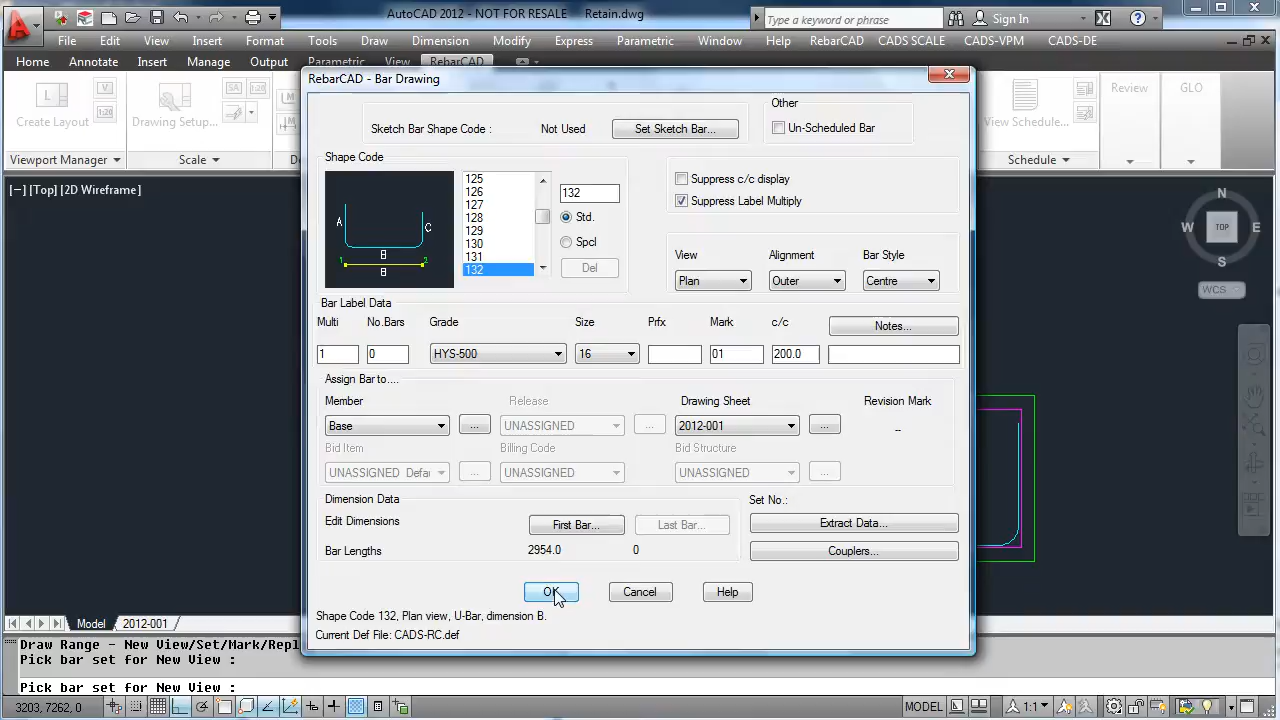 AutoCAD 2012 - NOT FOR RESALE Retain.dwg Type a keyword or phrase Sign In
File Edit View Insert Format Tools Draw Dimension Modify Express Parametric Window Help RebarCAD CADS SCALE CADS-VPM CADS-DE
Home Annotate Insert Manage Output Parametric View RebarCAD
RebarCAD - Bar Drawing
Other
Sketch Bar Shape Code : Not Used Set Sketch Bar... Un-Scheduled Bar
Create Layout Drawing Setup... View Schedule... Review GLO
Viewport Manager Scale Schedule
[−] [Top] [2D Wireframe]
Shape Code
125
126
127
128
129
130
131
132
132
Std.
Spcl
Del
A C
B
1 2
B
Suppress c/c display
Suppress Label Multiply
View Alignment Bar Style
Plan Outer Centre
N
W TOP E
S
WCS
Bar Label Data
Multi No.Bars Grade Size Prfx Mark c/c Notes...
1 0 HYS-500 16 01 200.0
Assign Bar to....
Member Release Drawing Sheet Revision Mark
Base ... UNASSIGNED ... 2012-001 ... --
Bid Item Billing Code Bid Structure
UNASSIGNED ... UNASSIGNED UNASSIGNED ...
Dimension Data Set No.:
Edit Dimensions First Bar... Last Bar... Extract Data...
Bar Lengths 2954.0 0 Couplers...
OK Cancel Help
Shape Code 132, Plan view, U-Bar, dimension B.
Current Def File: CADS-RC.def
Model 2012-001
Draw Range - New View/Set/Mark/Repl
Pick bar set for New View :
Pick bar set for New View :
3203, 7262, 0 MODEL 1:1